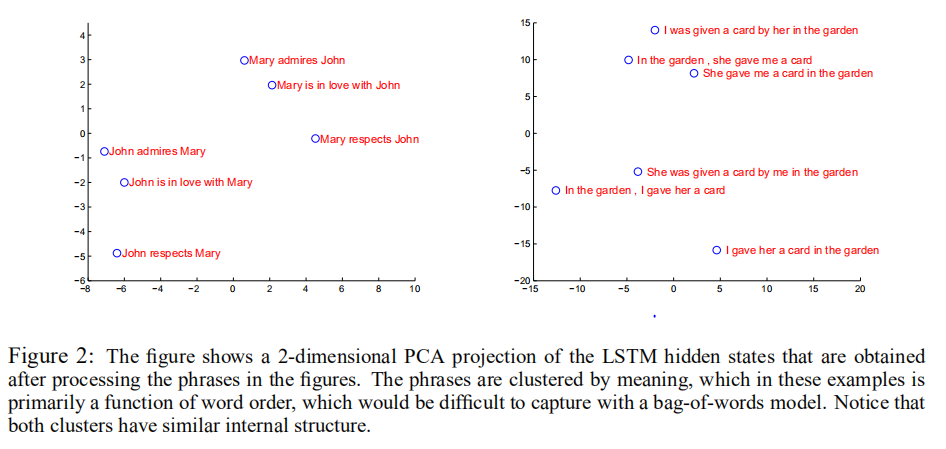 4
3
2
1
0
−1
−2
−3
−4
−5
−6
−8 −6 −4 −2 0 2 4 6 8 10
Mary admires John
Mary is in love with John
Mary respects John
John admires Mary
John is in love with Mary
John respects Mary
15
10
5
0
−5
−10
−15
−20
−15 −10 −5 0 5 10 15 20
I was given a card by her in the garden
In the garden , she gave me a card
She gave me a card in the garden
She was given a card by me in the garden
In the garden , I gave her a card
I gave her a card in the garden
Figure 2: The figure shows a 2-dimensional PCA projection of the LSTM hidden states that are obtained
after processing the phrases in the figures. The phrases are clustered by meaning, which in these examples is
primarily a function of word order, which would be difficult to capture with a bag-of-words model. Notice that
both clusters have similar internal structure.